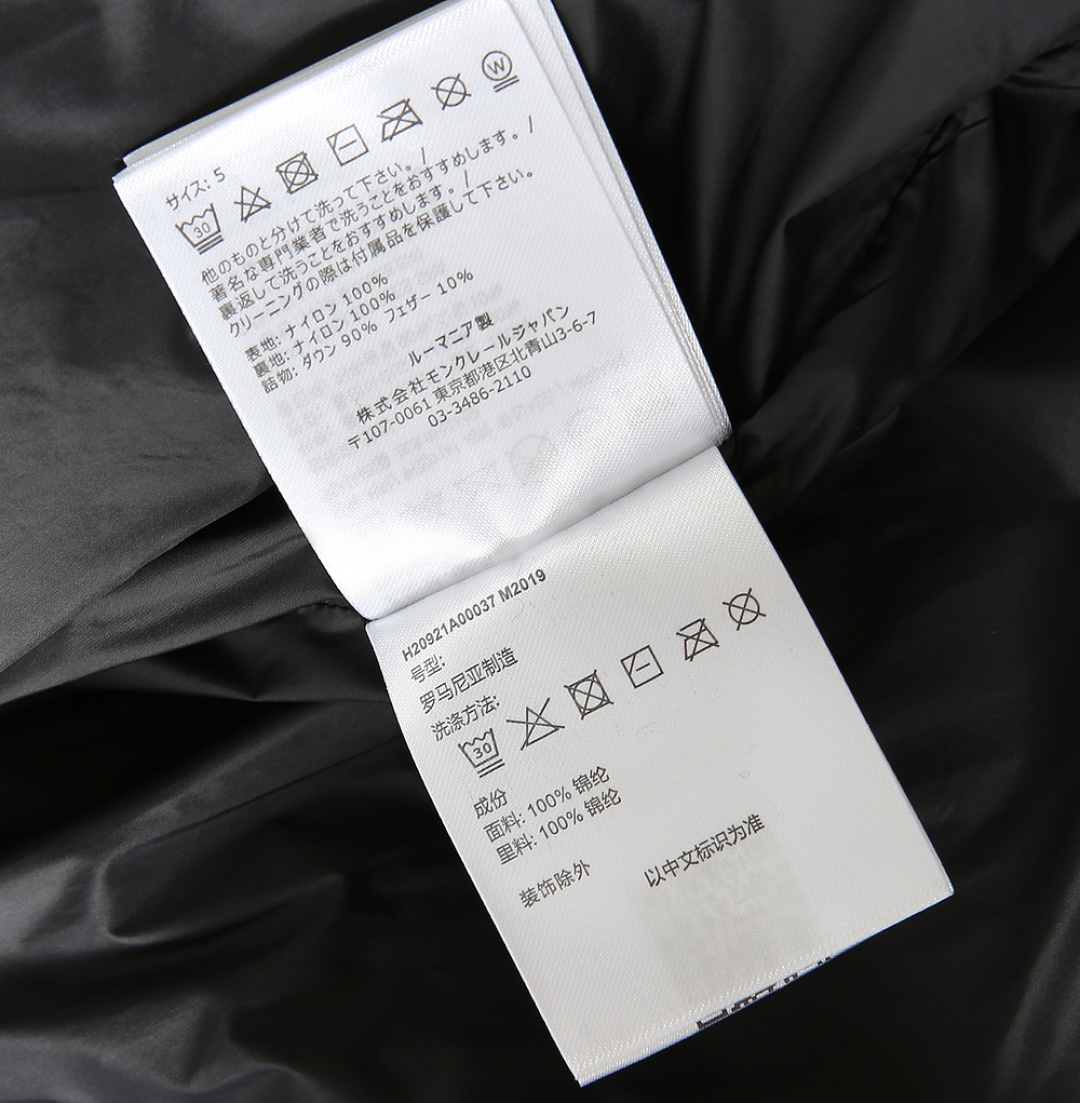 サイズ: 5
30
W
他のものと分けて洗って下さい。/
著名な専門業者で洗うことをおすすめします。/
裏返して洗うことをおすすめします。/
クリーニングの際は付属品を保護して下さい。
表地: ナイロン 100%
裏地: ナイロン 100%
詰物: ダウン 90% フェザー 10%
ルーマニア製
株式会社モンクレールジャパン
〒107-0061 東京都港区北青山3-6-7
03-3486-2110
H20921A00037 M2019
号型:
罗马尼亚制造
洗涤方法:
30
成份
面料: 100% 锦纶
里料: 100% 锦纶
装饰除外
以中文标识为准